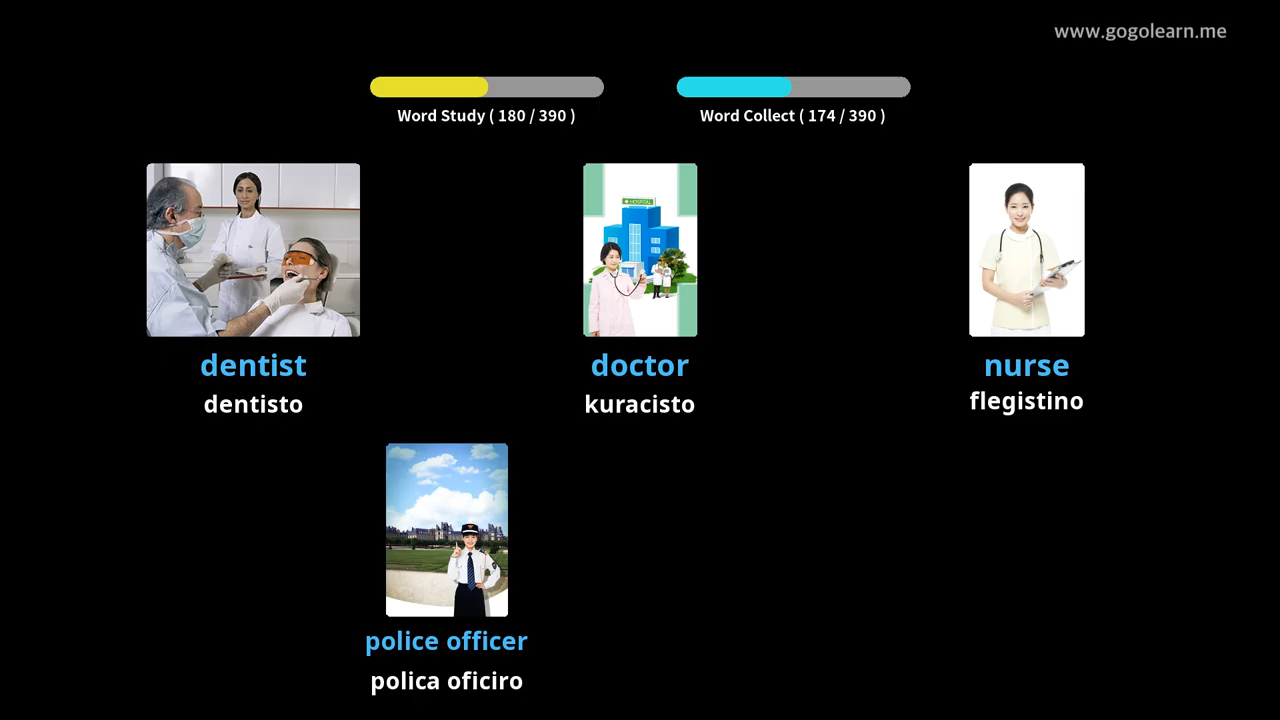 www.gogolearn.me
Word Study ( 180 / 390 )
Word Collect ( 174 / 390 )
HOSPITAL
dentist
doctor
nurse
dentisto
kuracisto
flegistino
police officer
polica oficiro